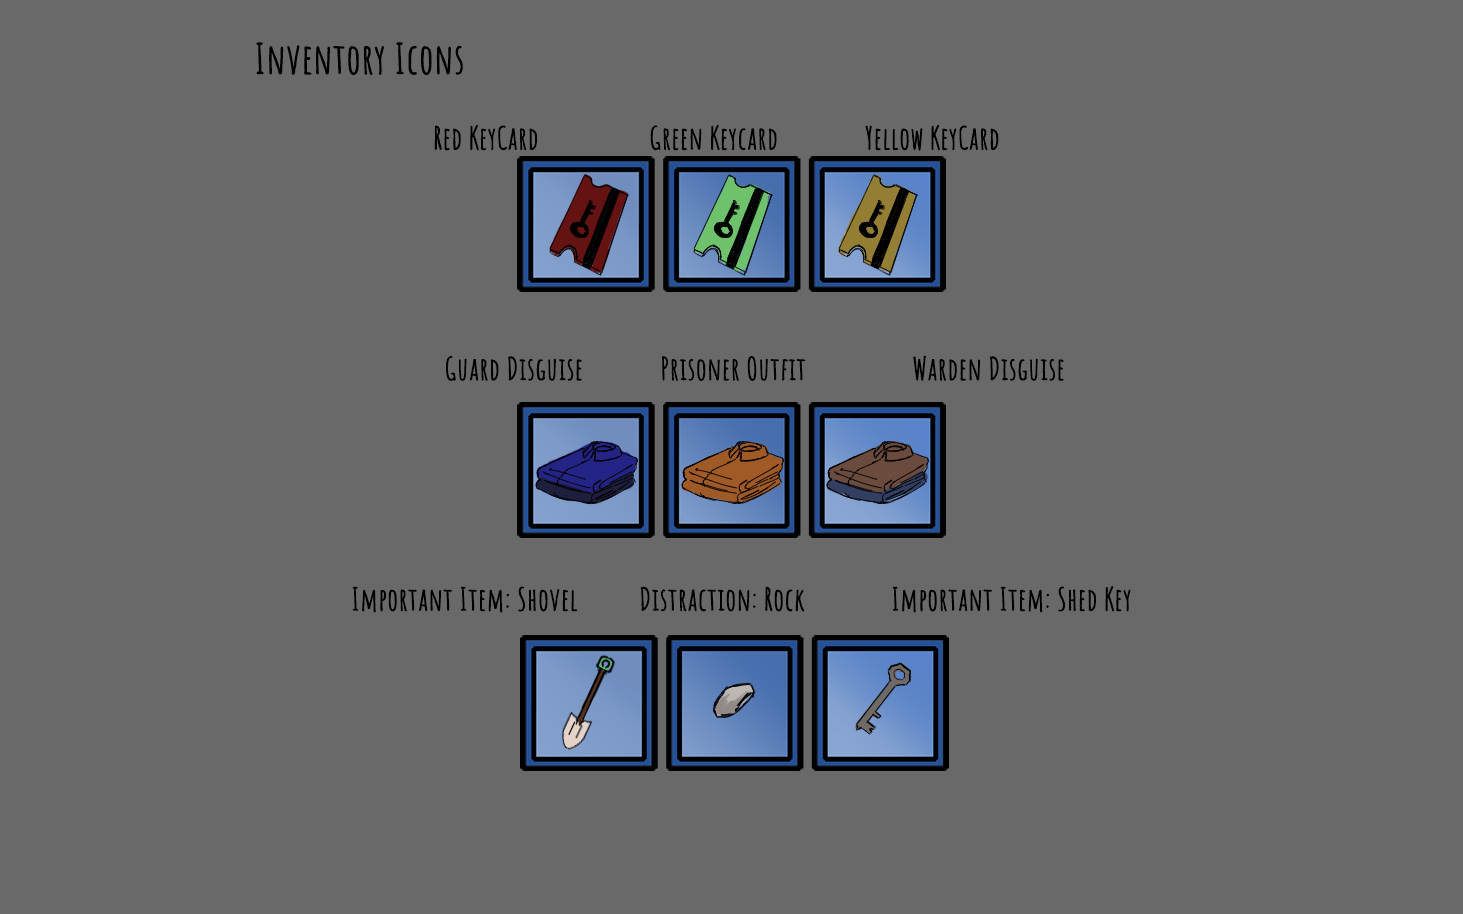 Inventory Icons
Red KeyCard
Green Keycard
Yellow KeyCard
Guard Disguise
Prisoner Outfit
Warden Disguise
Important Item: Shovel
Distraction: Rock
Important Item: Shed Key